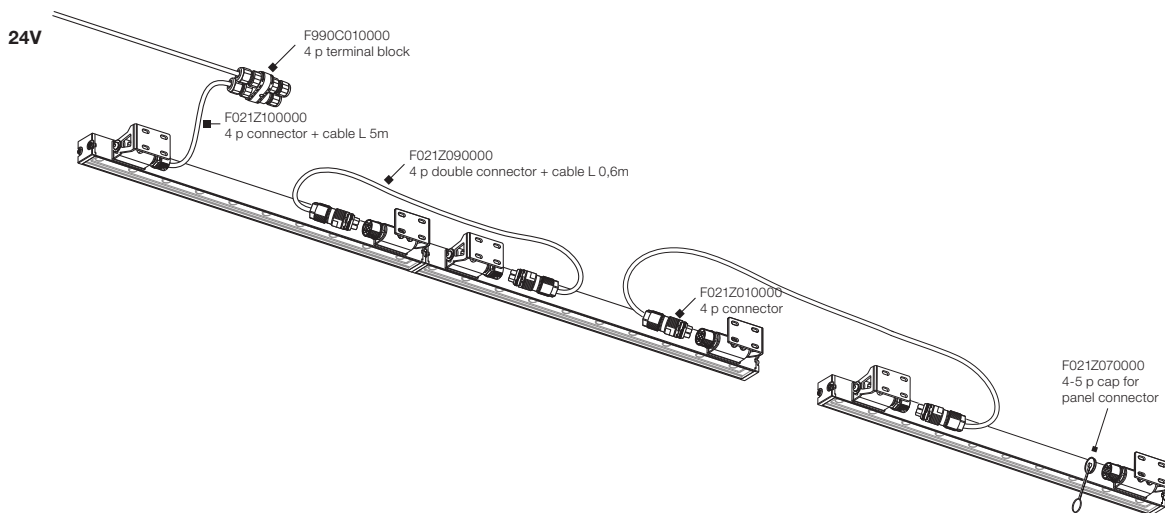 24V
F990C010000
4 p terminal block
F021Z100000
4 p connector + cable L 5m
F021Z090000
4 p double connector + cable L 0,6m
F021Z010000
4 p connector
F021Z070000
4-5 p cap for
panel connector